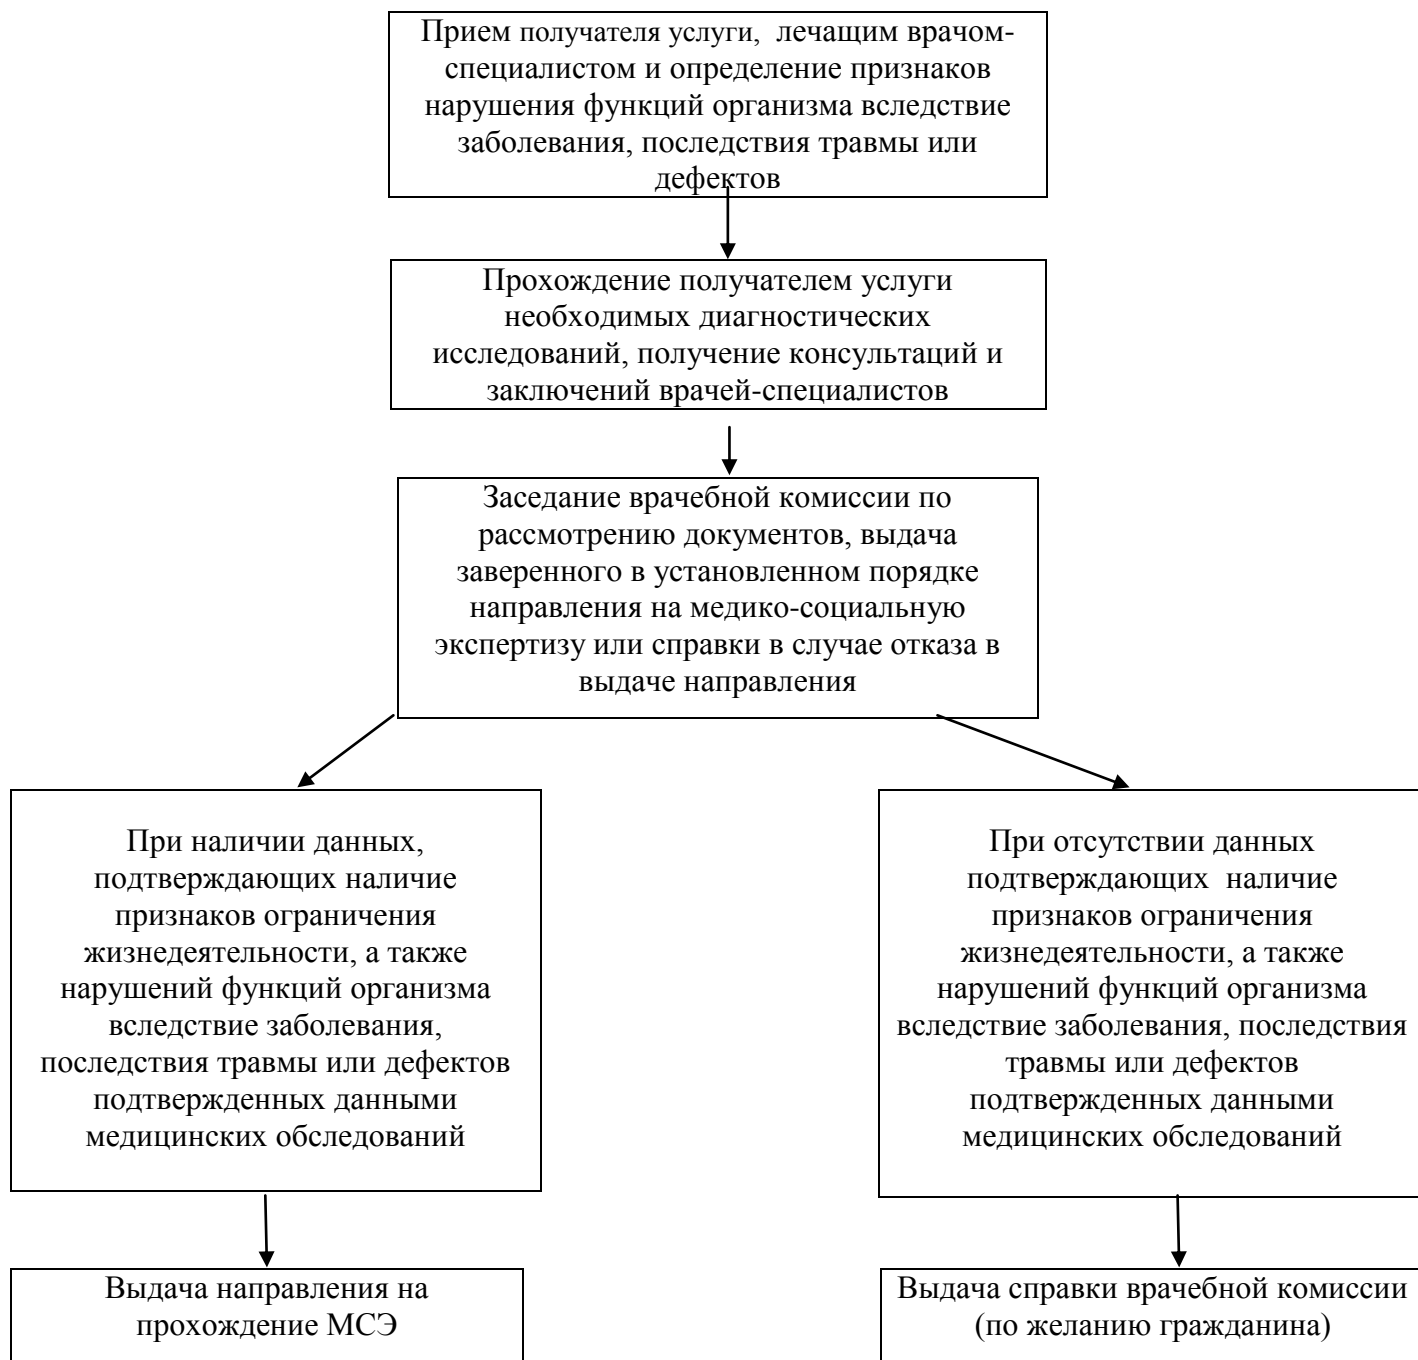 Прием получателя услуги,  лечащим врачом-
специалистом и определение признаков
нарушения функций организма вследствие
заболевания, последствия травмы или
дефектов
Прохождение получателем услуги
необходимых диагностических
исследований, получение консультаций и
заключений врачей-специалистов
Заседание врачебной комиссии по
рассмотрению документов, выдача
заверенного в установленном порядке
направления на медико-социальную
экспертизу или справки в случае отказа в
выдаче направления
При наличии данных,
подтверждающих наличие
признаков ограничения
жизнедеятельности, а также
нарушений функций организма
вследствие заболевания,
последствия травмы или дефектов
подтвержденных данными
медицинских обследований
При отсутствии данных
подтверждающих  наличие
признаков ограничения
жизнедеятельности, а также
нарушений функций организма
вследствие заболевания, последствия
травмы или дефектов
подтвержденных данными
медицинских обследований
Выдача направления на
прохождение МСЭ
Выдача справки врачебной комиссии
(по желанию гражданина)